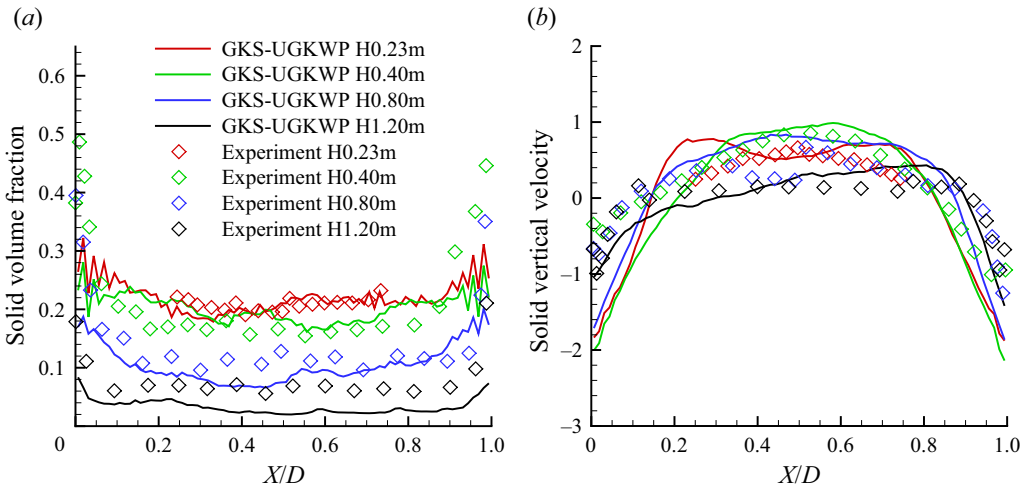 (a)
0.6
0.5
0.4
0.3
0.2
0.1
0
0.2
0.4
0.6
0.8
1.0
Solid volume fraction
X/D
GKS-UGKWP H0.23m
GKS-UGKWP H0.40m
GKS-UGKWP H0.80m
GKS-UGKWP H1.20m
Experiment H0.23m
Experiment H0.40m
Experiment H0.80m
Experiment H1.20m
(b)
2
1
0
–1
–2
–3
0
0.2
0.4
0.6
0.8
1.0
Solid vertical velocity
X/D